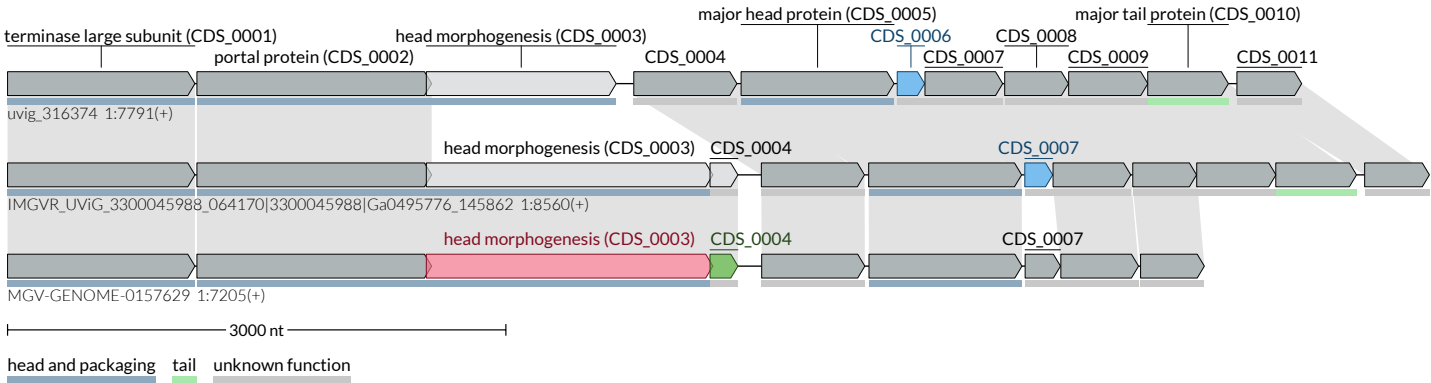 major head protein (CDS_0005) major tail protein (CDS_0010)
terminase large subunit (CDS_0001) head morphogenesis (CDS_0003) CDS_0006 CDS_0008
portal protein (CDS_0002) CDS_0004 CDS_0007 CDS_0009 CDS_0011
uvig_316374 1:7791(+)
head morphogenesis (CDS_0003) CDS_0004 CDS_0007
IMGVR_UViG_3300045988_064170|3300045988|Ga0495776_145862 1:8560(+)
head morphogenesis (CDS_0003) CDS_0004 CDS_0007
MGV-GENOME-0157629 1:7205(+)
3000 nt
head and packaging tail unknown function